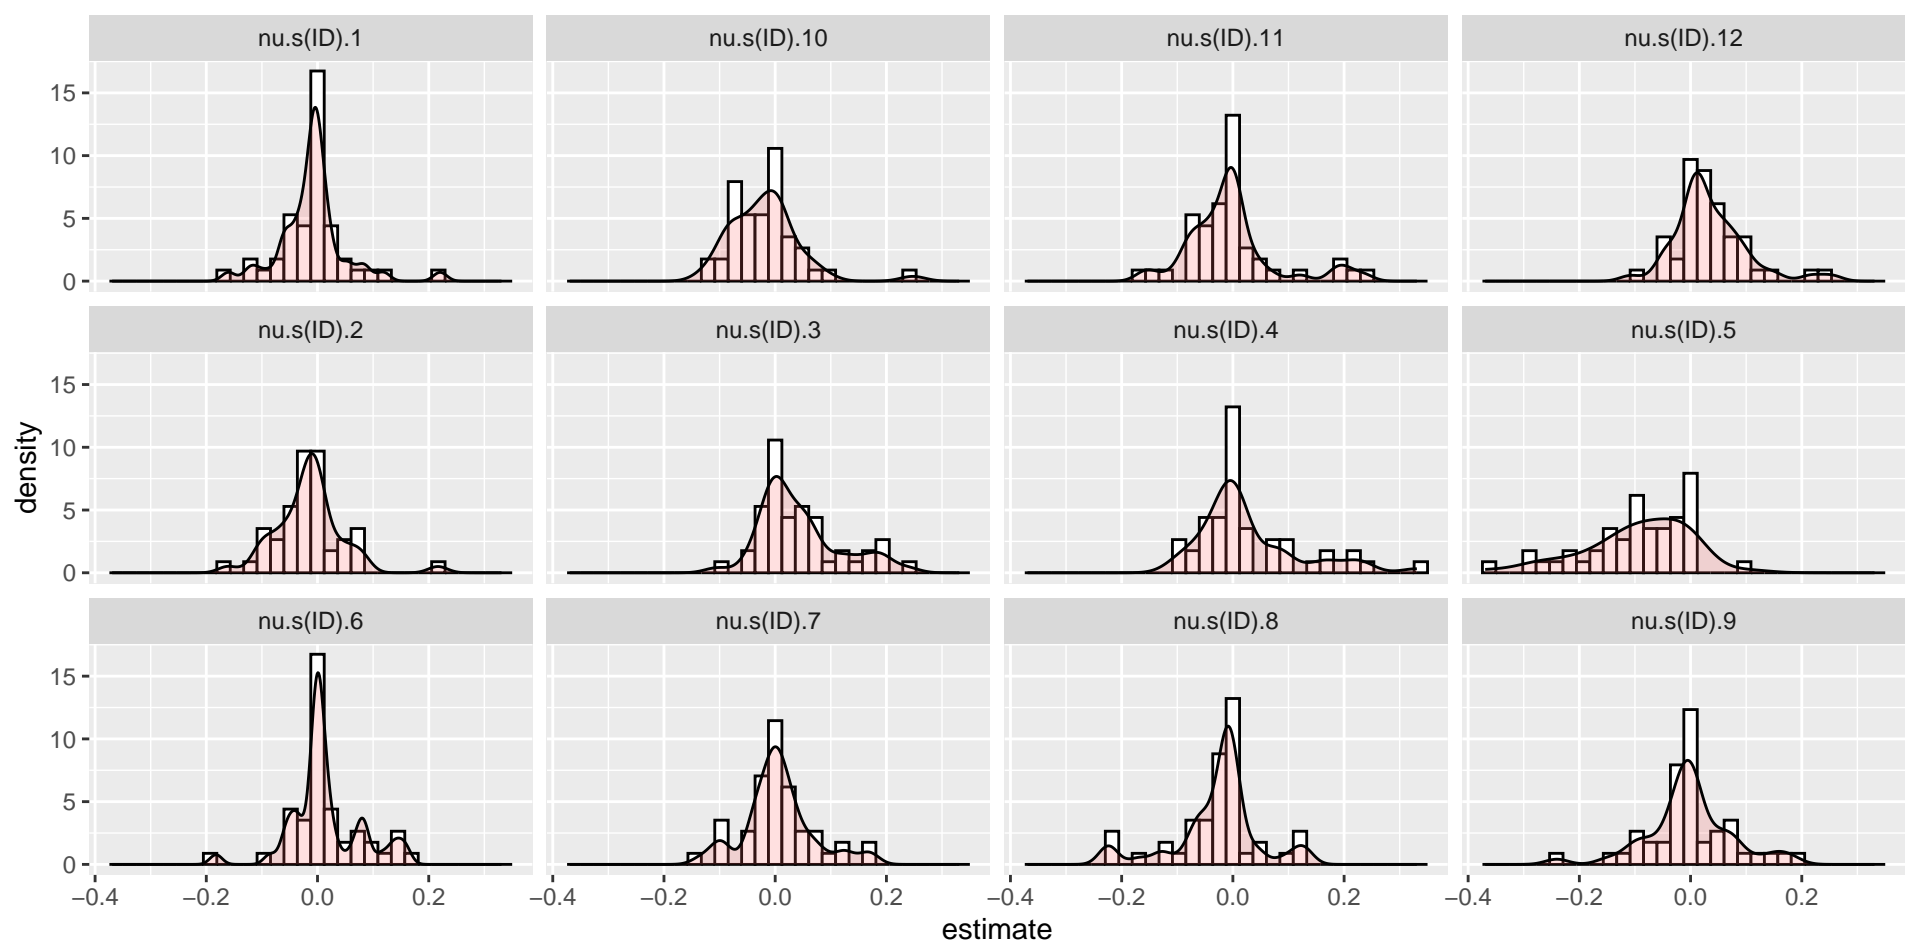 nu.s(ID).1 nu.s(ID).10 nu.s(ID).11 nu.s(ID).12
15
10
5
0
nu.s(ID).2 nu.s(ID).3 nu.s(ID).4 nu.s(ID).5
15
10
5
0
density
nu.s(ID).6 nu.s(ID).7 nu.s(ID).8 nu.s(ID).9
15
10
5
0
−0.4 −0.2 0.0 0.2 −0.4 −0.2 0.0 0.2 −0.4 −0.2 0.0 0.2 −0.4 −0.2 0.0 0.2
estimate